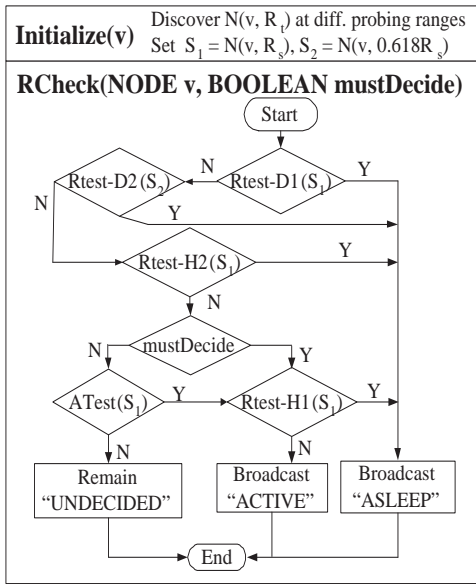 Initialize(v) Discover N(v, R_t) at diff. probing ranges
Set S_1 = N(v, R_s), S_2 = N(v, 0.618R_s)
RCheck(NODE v, BOOLEAN mustDecide)
Start
Rtest-D2(S_2) N Rtest-D1(S_1) Y
N Y
Rtest-H2(S_1) Y
N
N mustDecide Y
ATest(S_1) Y Rtest-H1(S_1) Y
N N
Remain
"UNDECIDED"
Broadcast
"ACTIVE"
Broadcast
"ASLEEP"
End